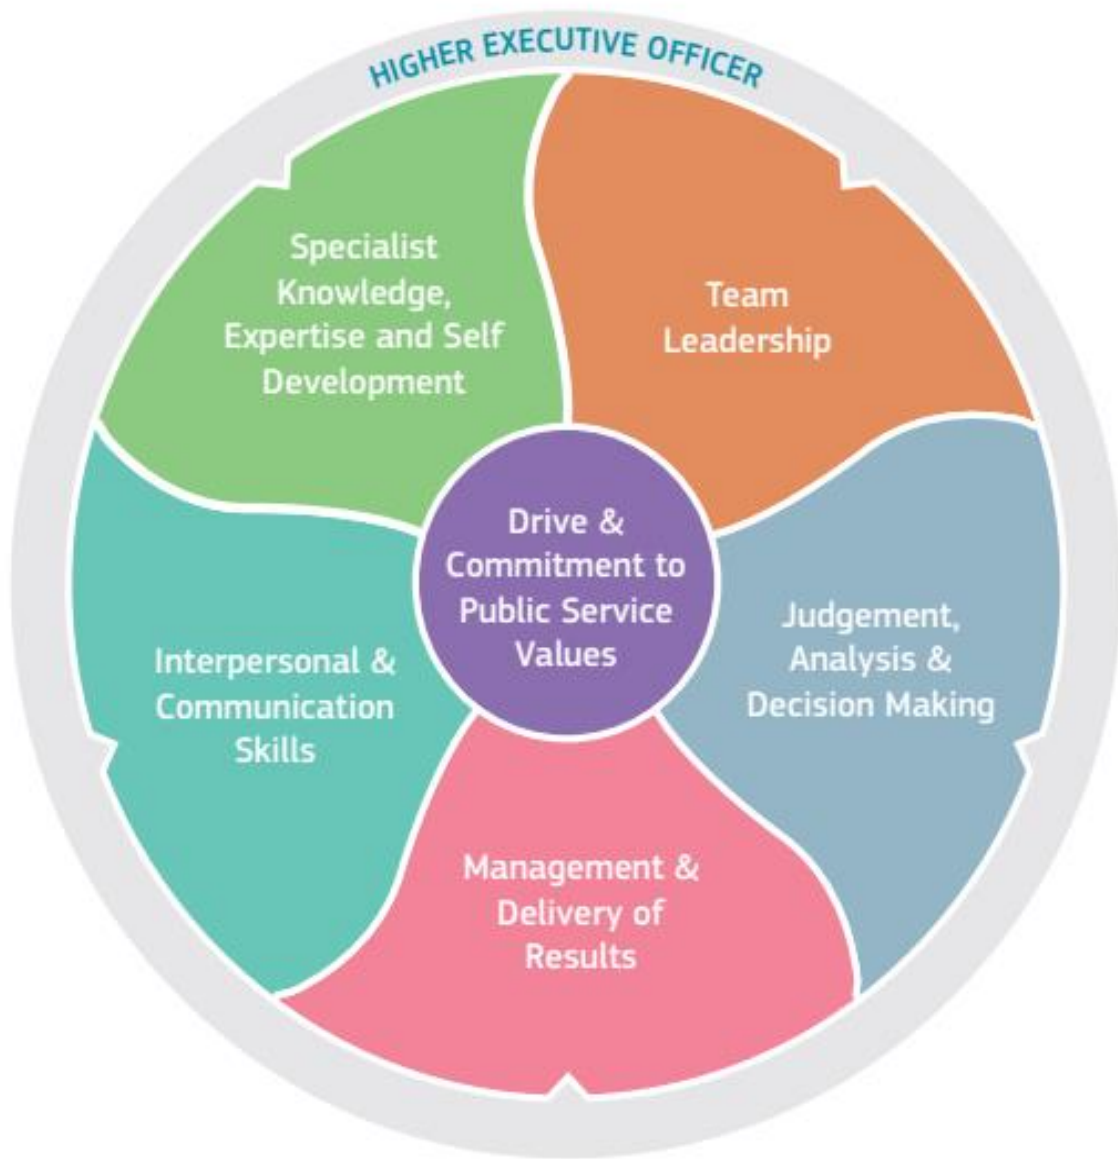 HIGHER EXECUTIVE OFFICER
Specialist
Knowledge,
Expertise and Self
Development
Team
Leadership
Drive &
Commitment to
Public Service
Values
Judgement,
Analysis &
Decision Making
Interpersonal &
Communication
Skills
Management &
Delivery of
Results